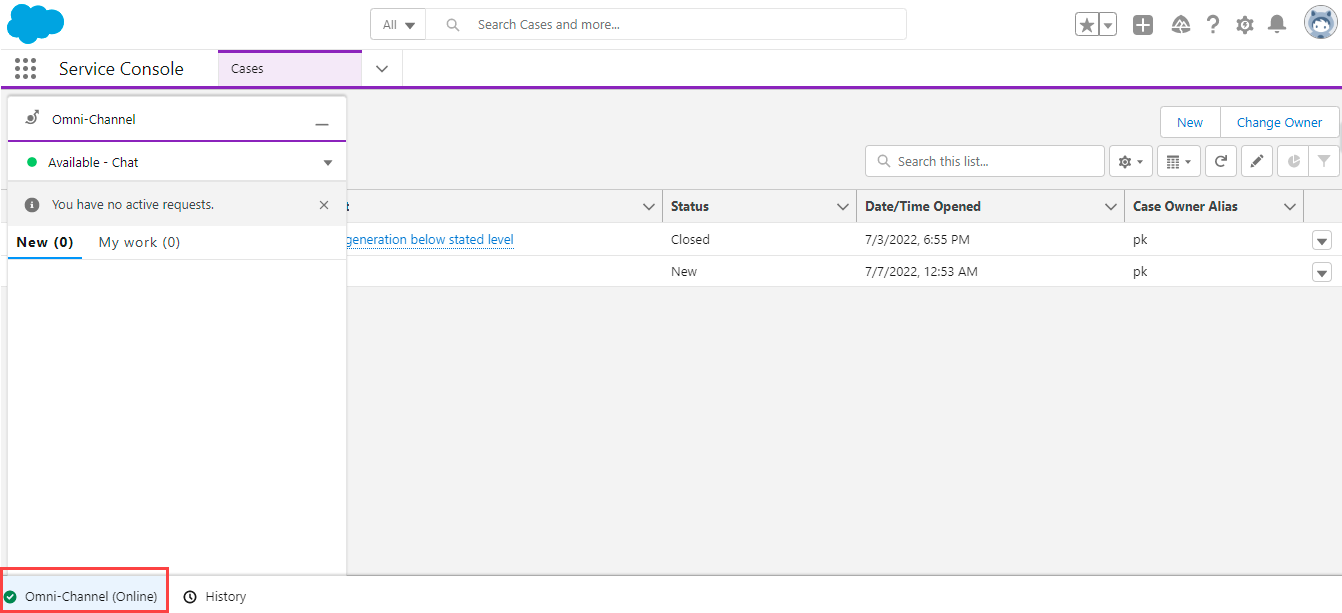 All
Search Cases and more...
Service Console
Cases
Omni-Channel
New
Change Owner
Available - Chat
Search this list...
You have no active requests.
Status
Date/Time Opened
Case Owner Alias
New (0)
My work (0)
generation below stated level
Closed
7/3/2022, 6:55 PM
pk
New
7/7/2022, 12:53 AM
pk
Omni-Channel (Online)
History